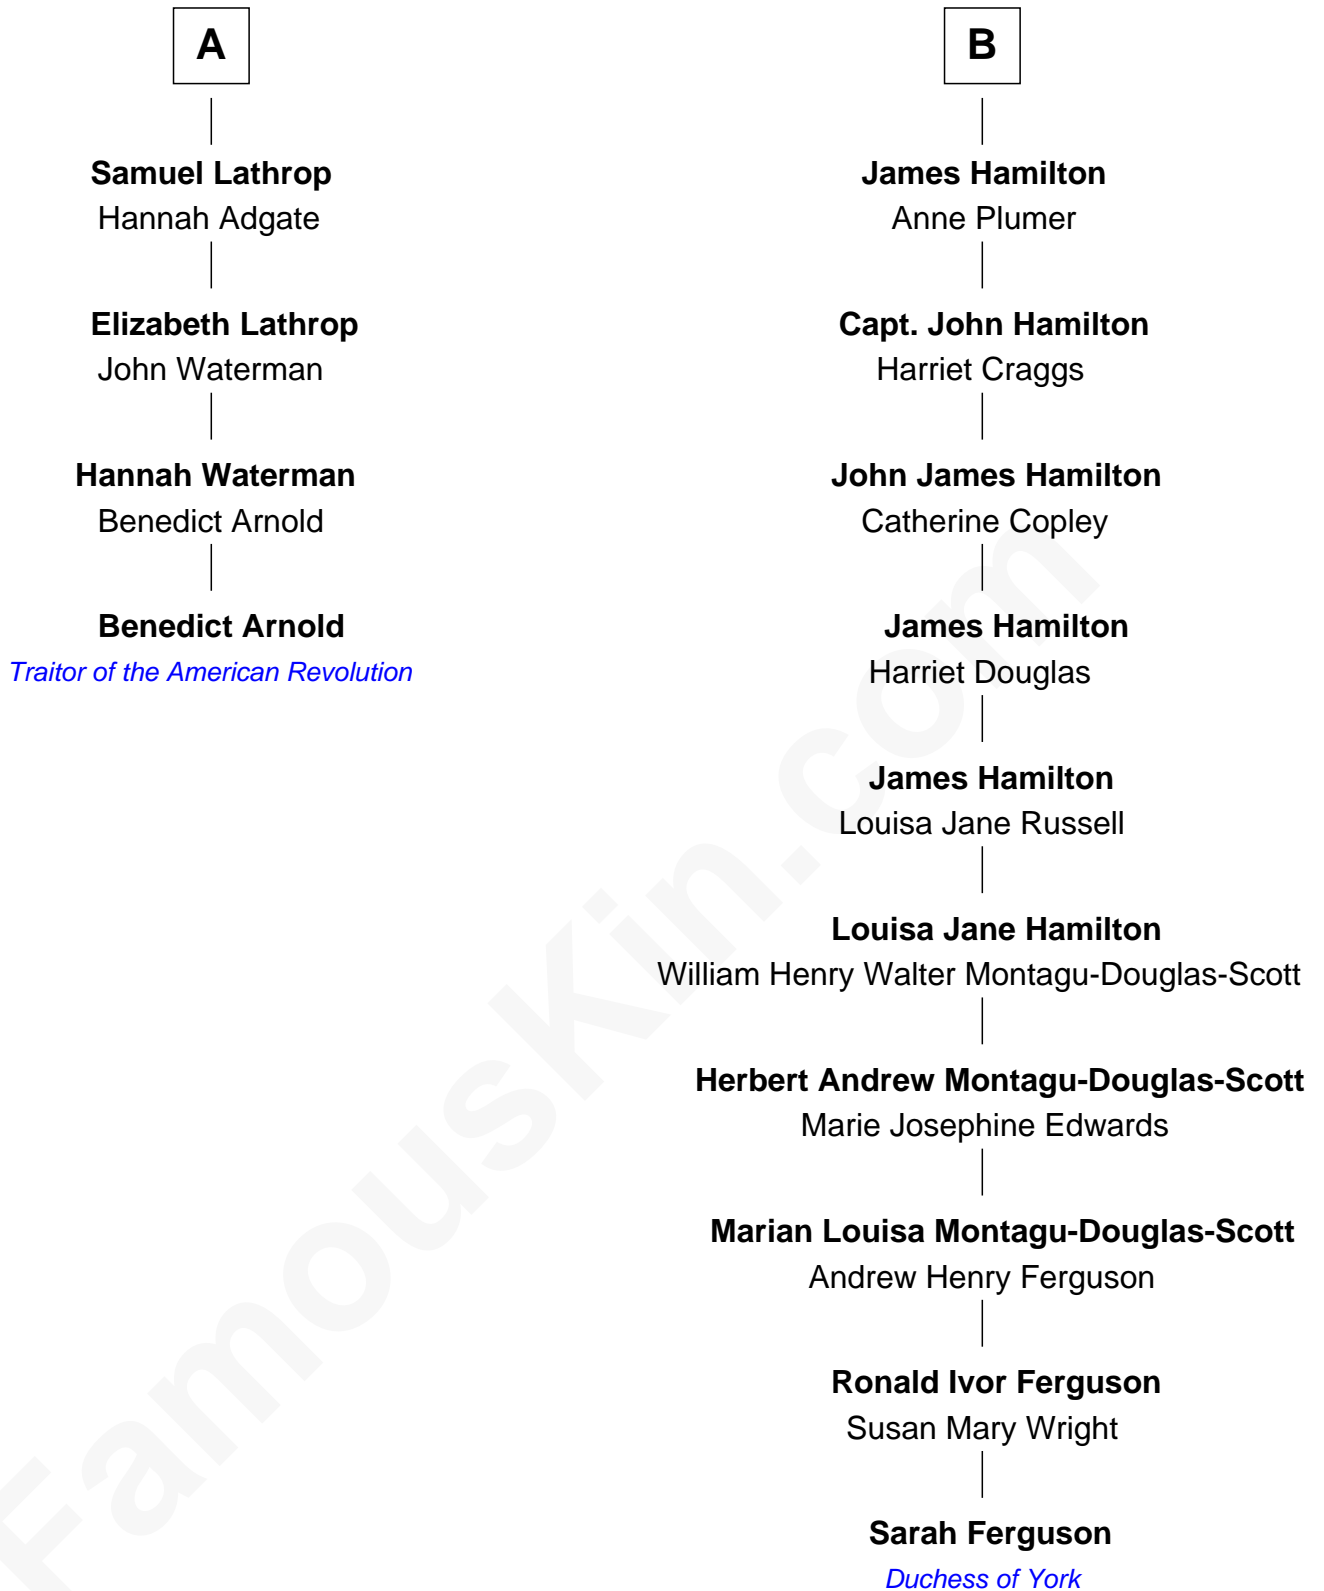 A
Samuel Lathrop
Hannah Adgate
Elizabeth Lathrop
John Waterman
Hannah Waterman
Benedict Arnold
Benedict Arnold
Traitor of the American Revolution
B
James Hamilton
Anne Plumer
Capt. John Hamilton
Harriet Craggs
John James Hamilton
Catherine Copley
James Hamilton
Harriet Douglas
James Hamilton
Louisa Jane Russell
Louisa Jane Hamilton
William Henry Walter Montagu-Douglas-Scott
Herbert Andrew Montagu-Douglas-Scott
Marie Josephine Edwards
Marian Louisa Montagu-Douglas-Scott
Andrew Henry Ferguson
Ronald Ivor Ferguson
Susan Mary Wright
Sarah Ferguson
Duchess of York
FamousKin.com